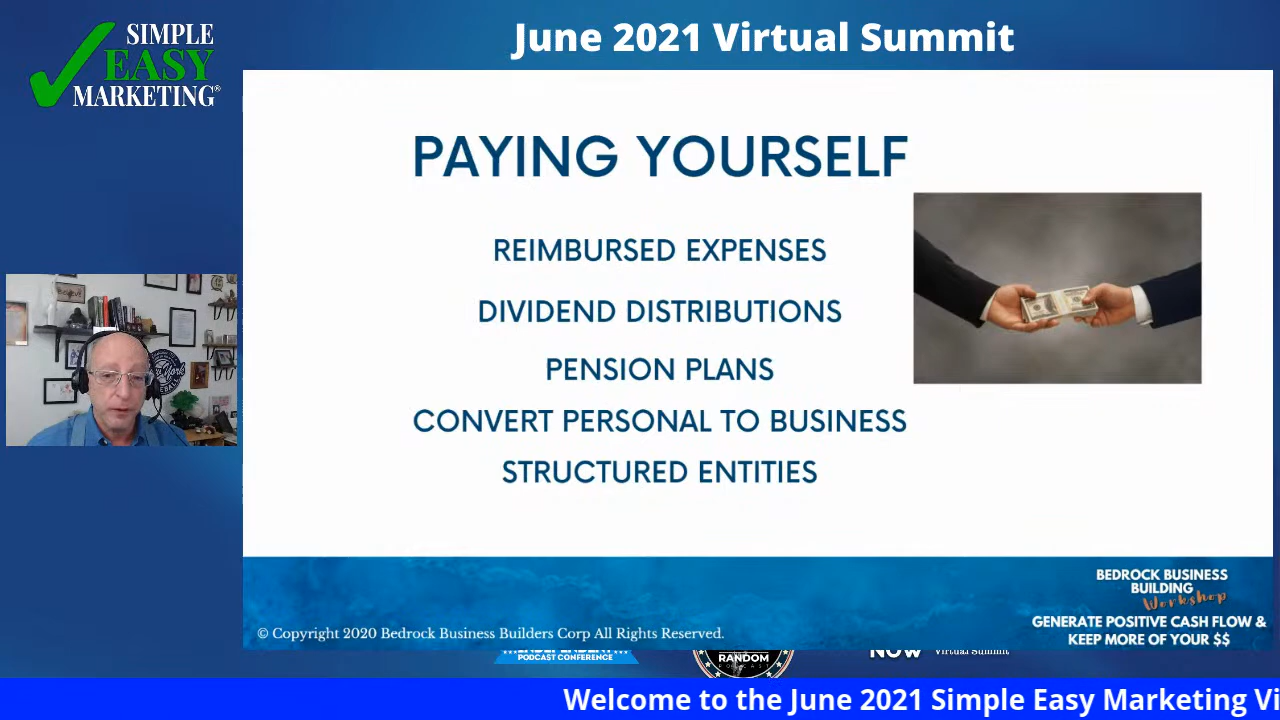 SIMPLE
EASY
MARKETING®
June 2021 Virtual Summit
PAYING YOURSELF
REIMBURSED EXPENSES
DIVIDEND DISTRIBUTIONS
PENSION PLANS
CONVERT PERSONAL TO BUSINESS
STRUCTURED ENTITIES
BEDROCK BUSINESS
BUILDING
Workshop
GENERATE POSITIVE CASH FLOW &
KEEP MORE OF YOUR $$
© Copyright 2020 Bedrock Business Builders Corp All Rights Reserved.
INDEPENDENT
PODCAST CONFERENCE
RANDOM
PODCAST
NOW
Virtual Summit
Welcome to the June 2021 Simple Easy Marketing Vi